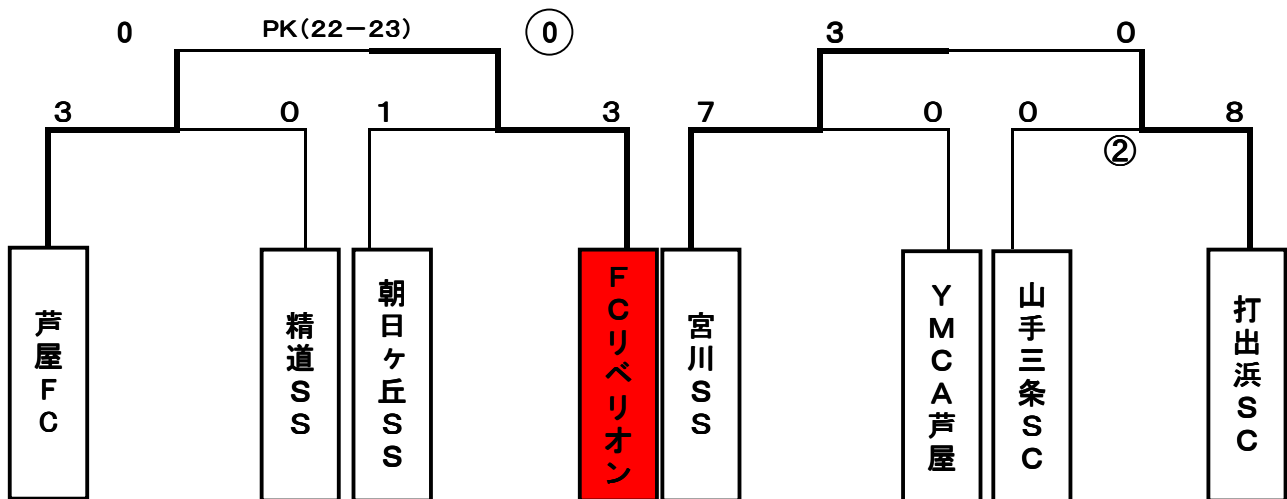 ０ PK(22－23) ０ ３ ０
３ ０ １ ３ ７ ０ ０ ８
②
芦屋ＦＣ
精道ＳＳ
朝日ヶ丘ＳＳ
ＦＣリベリオン
宮川ＳＳ
ＹＭＣＡ芦屋
山手三条ＳＣ
打出浜ＳＣ